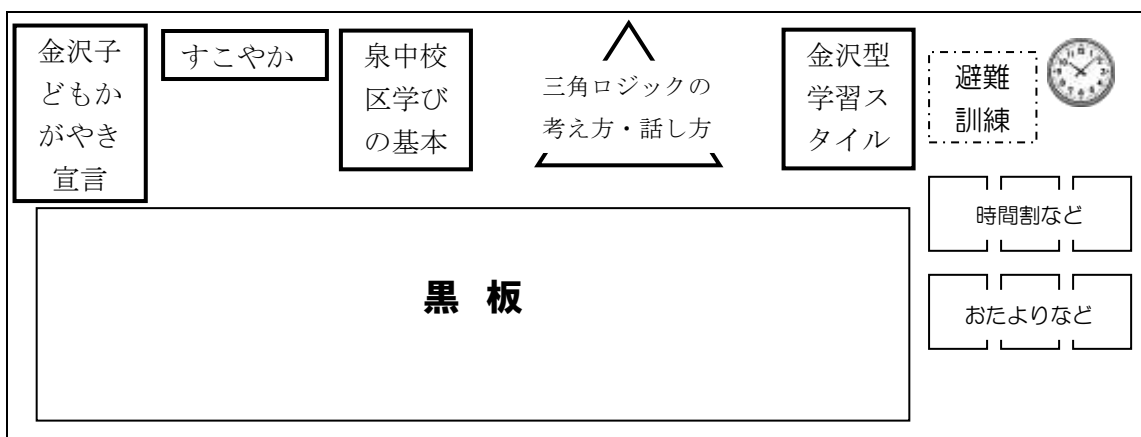 金沢子
どもか
がやき
宣言
すこやか
泉中校
区学び
の基本
三角ロジックの
考え方・話し方
金沢型
学習ス
タイル
避難
訓練
時間割など
おたよりなど
黒 板